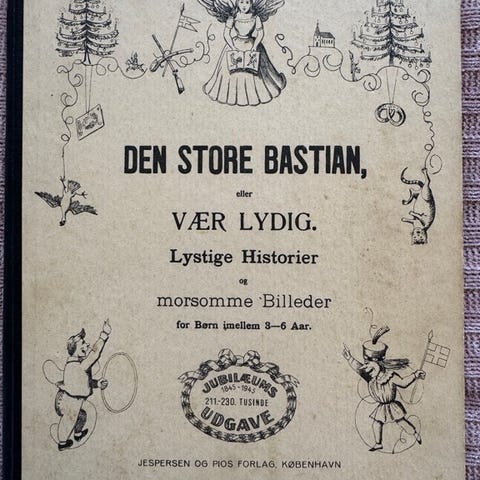 DEN STORE BASTIAN,
eller
VÆR LYDIG.
Lystige Historier
og
morsomme Billeder
for Børn imellem 3—6 Aar.
JUBILÆUMS
1845-1945
211-230. TUSINDE
UDGAVE
JESPERSEN OG PIOS FORLAG, KØBENHAVN